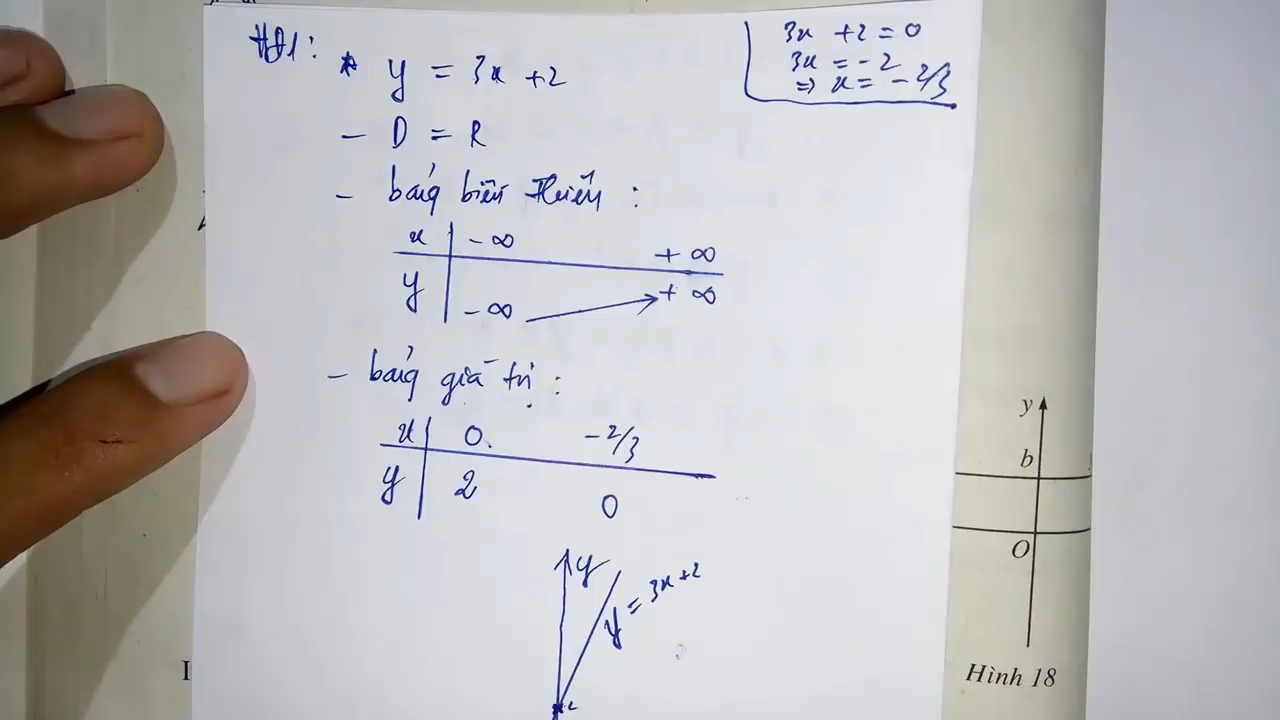 HĐ1: * y = 3x + 2
3x + 2 = 0
3x = - 2
=> x = - 2/3
- D = R
- bảng biến thiên :
x - ∞ + ∞
y - ∞ + ∞
- bảng giá trị :
x 0 - 2/3
y 2 0
y
y = 3x + 2
2
y
b
O
Hình 18
I